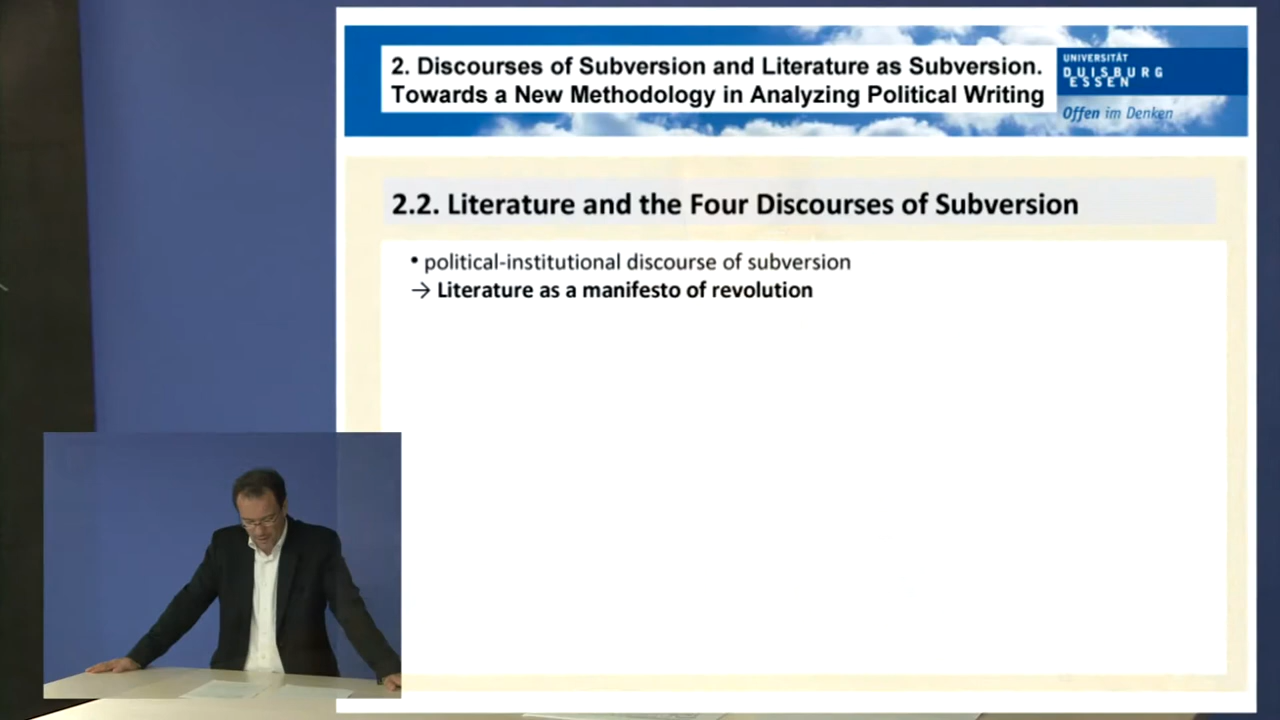 2. Discourses of Subversion and Literature as Subversion.
Towards a New Methodology in Analyzing Political Writing
UNIVERSITÄT
DUISBURG
ESSEN
Offen im Denken
2.2. Literature and the Four Discourses of Subversion
• political-institutional discourse of subversion
→ Literature as a manifesto of revolution